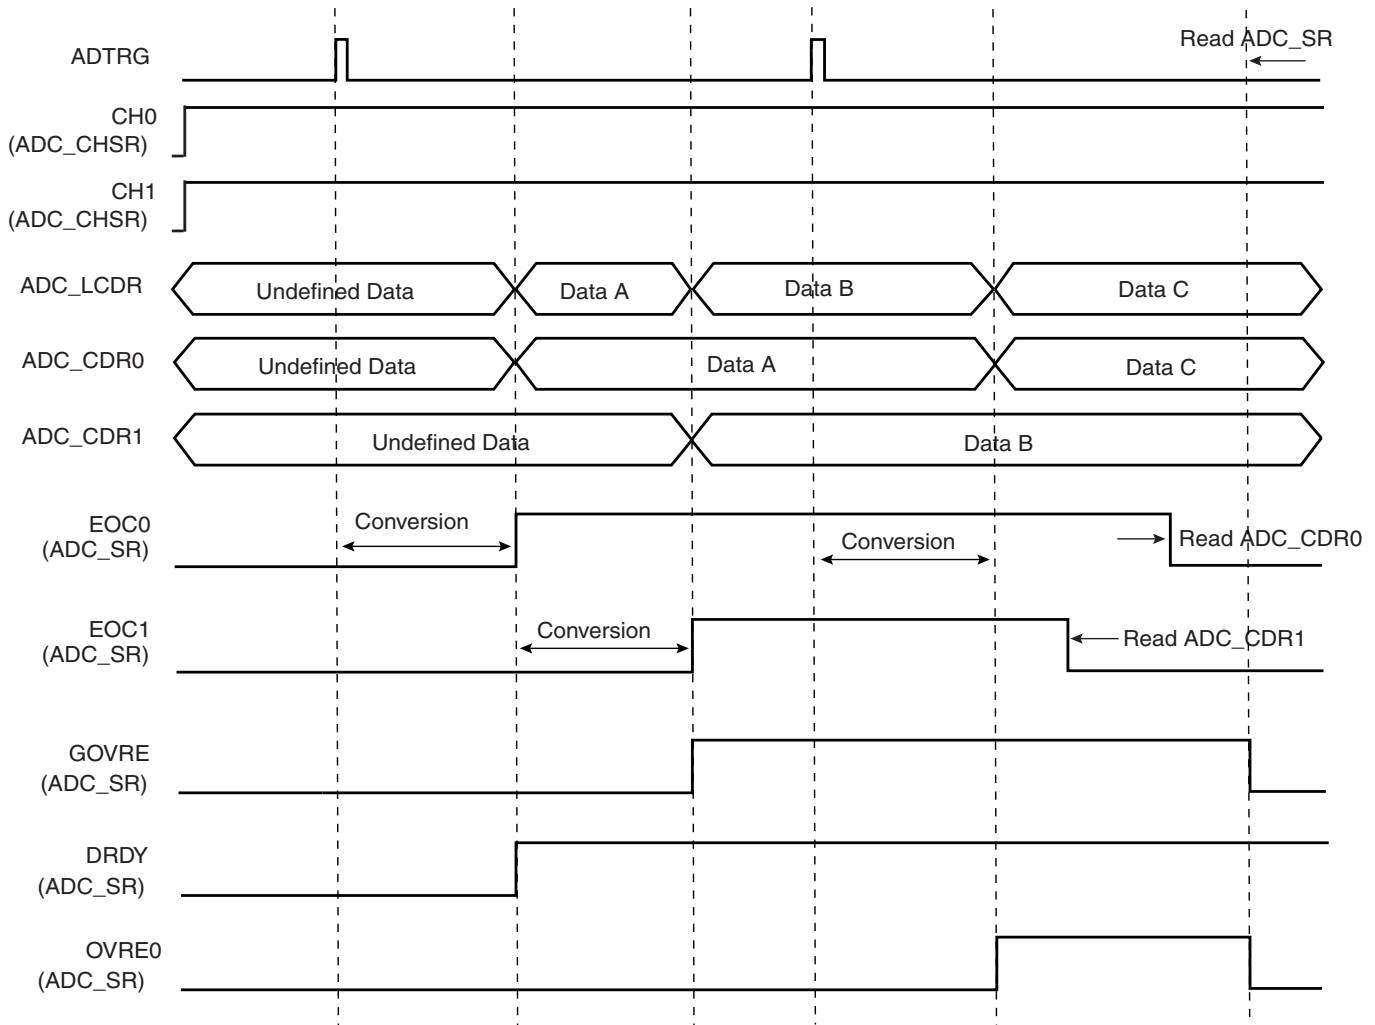 ADTRG
Read ADC_SR
CH0
(ADC_CHSR)
CH1
(ADC_CHSR)
ADC_LCDR
Undefined Data
Data A
Data B
Data C
ADC_CDR0
Undefined Data
Data A
Data C
ADC_CDR1
Undefined Data
Data B
EOC0
(ADC_SR)
Conversion
Conversion
Read ADC_CDR0
EOC1
(ADC_SR)
Conversion
Read ADC_CDR1
GOVRE
(ADC_SR)
DRDY
(ADC_SR)
OVRE0
(ADC_SR)